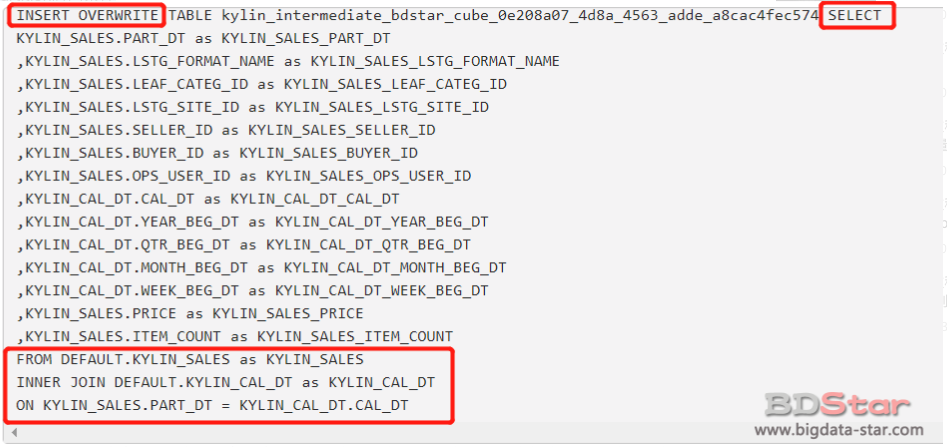 INSERT OVERWRITE TABLE kylin_intermediate_bdstar_cube_0e208a07_4d8a_4563_adde_a8cac4fec574 SELECT
KYLIN_SALES.PART_DT as KYLIN_SALES_PART_DT
,KYLIN_SALES.LSTG_FORMAT_NAME as KYLIN_SALES_LSTG_FORMAT_NAME
,KYLIN_SALES.LEAF_CATEG_ID as KYLIN_SALES_LEAF_CATEG_ID
,KYLIN_SALES.LSTG_SITE_ID as KYLIN_SALES_LSTG_SITE_ID
,KYLIN_SALES.SELLER_ID as KYLIN_SALES_SELLER_ID
,KYLIN_SALES.BUYER_ID as KYLIN_SALES_BUYER_ID
,KYLIN_SALES.OPS_USER_ID as KYLIN_SALES_OPS_USER_ID
,KYLIN_CAL_DT.CAL_DT as KYLIN_CAL_DT_CAL_DT
,KYLIN_CAL_DT.YEAR_BEG_DT as KYLIN_CAL_DT_YEAR_BEG_DT
,KYLIN_CAL_DT.QTR_BEG_DT as KYLIN_CAL_DT_QTR_BEG_DT
,KYLIN_CAL_DT.MONTH_BEG_DT as KYLIN_CAL_DT_MONTH_BEG_DT
,KYLIN_CAL_DT.WEEK_BEG_DT as KYLIN_CAL_DT_WEEK_BEG_DT
,KYLIN_SALES.PRICE as KYLIN_SALES_PRICE
,KYLIN_SALES.ITEM_COUNT as KYLIN_SALES_ITEM_COUNT
FROM DEFAULT.KYLIN_SALES as KYLIN_SALES
INNER JOIN DEFAULT.KYLIN_CAL_DT as KYLIN_CAL_DT
ON KYLIN_SALES.PART_DT = KYLIN_CAL_DT.CAL_DT
BDStar
www.bigdata-star.com